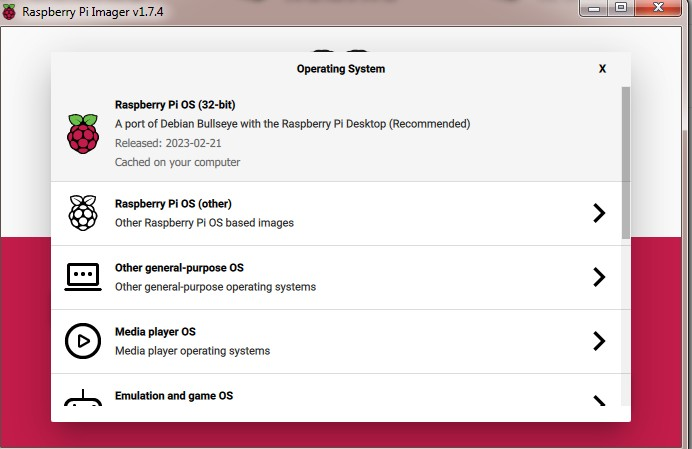 Raspberry Pi Imager v1.7.4
Operating System
X
Raspberry Pi OS (32-bit)
A port of Debian Bullseye with the Raspberry Pi Desktop (Recommended)
Released: 2023-02-21
Cached on your computer
Raspberry Pi OS (other)
Other Raspberry Pi OS based images
Other general-purpose OS
Other general-purpose operating systems
Media player OS
Media player operating systems
Emulation and game OS